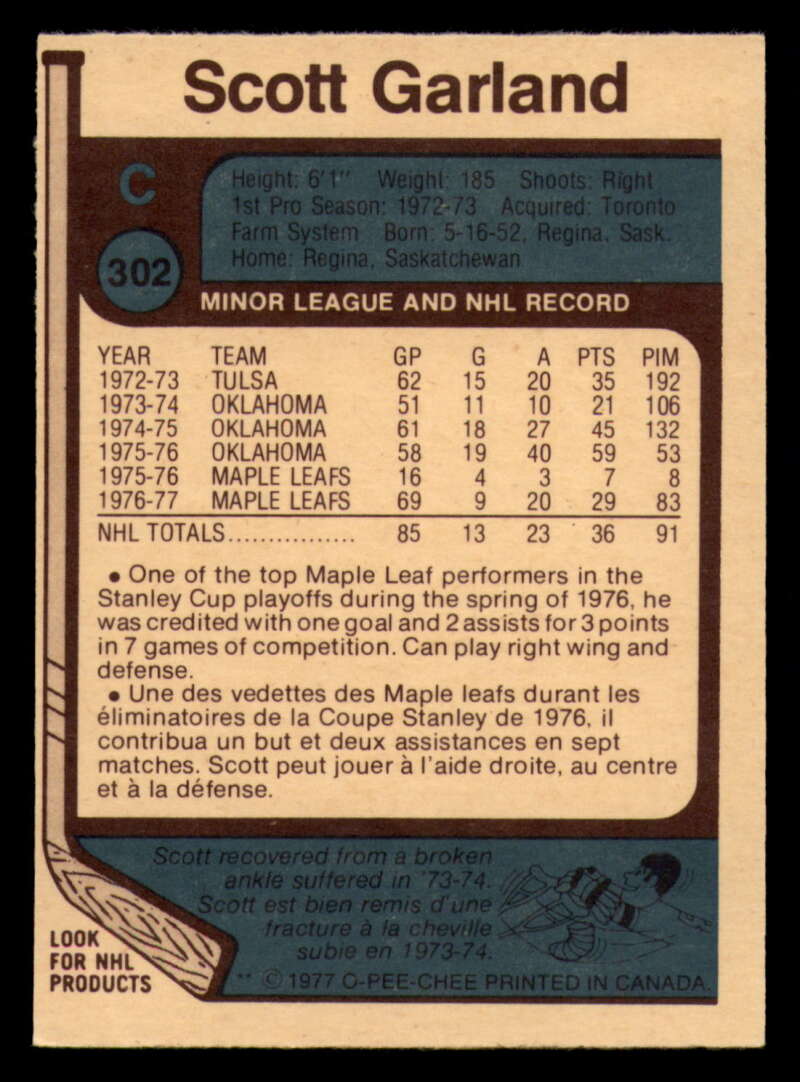 Scott Garland
C
Height: 6'1" Weight: 185 Shoots: Right
1st Pro Season: 1972-73 Acquired: Toronto
Farm System Born: 5-16-52, Regina, Sask.
Home: Regina, Saskatchewan
302
MINOR LEAGUE AND NHL RECORD
YEAR TEAM GP G A PTS PIM
1972-73 TULSA 62 15 20 35 192
1973-74 OKLAHOMA 51 11 10 21 106
1974-75 OKLAHOMA 61 18 27 45 132
1975-76 OKLAHOMA 58 19 40 59 53
1975-76 MAPLE LEAFS 16 4 3 7 8
1976-77 MAPLE LEAFS 69 9 20 29 83
NHL TOTALS................ 85 13 23 36 91
• One of the top Maple Leaf performers in the
Stanley Cup playoffs during the spring of 1976, he
was credited with one goal and 2 assists for 3 points
in 7 games of competition. Can play right wing and
defense.
• Une des vedettes des Maple leafs durant les
éliminatoires de la Coupe Stanley de 1976, il
contribua un but et deux assistances en sept
matches. Scott peut jouer à l'aide droite, au centre
et à la défense.
Scott recovered from a broken
ankle suffered in '73-74.
Scott est bien remis d'une
fracture à la cheville
subie en 1973-74.
LOOK
FOR NHL
PRODUCTS
** © 1977 O-PEE-CHEE PRINTED IN CANADA.